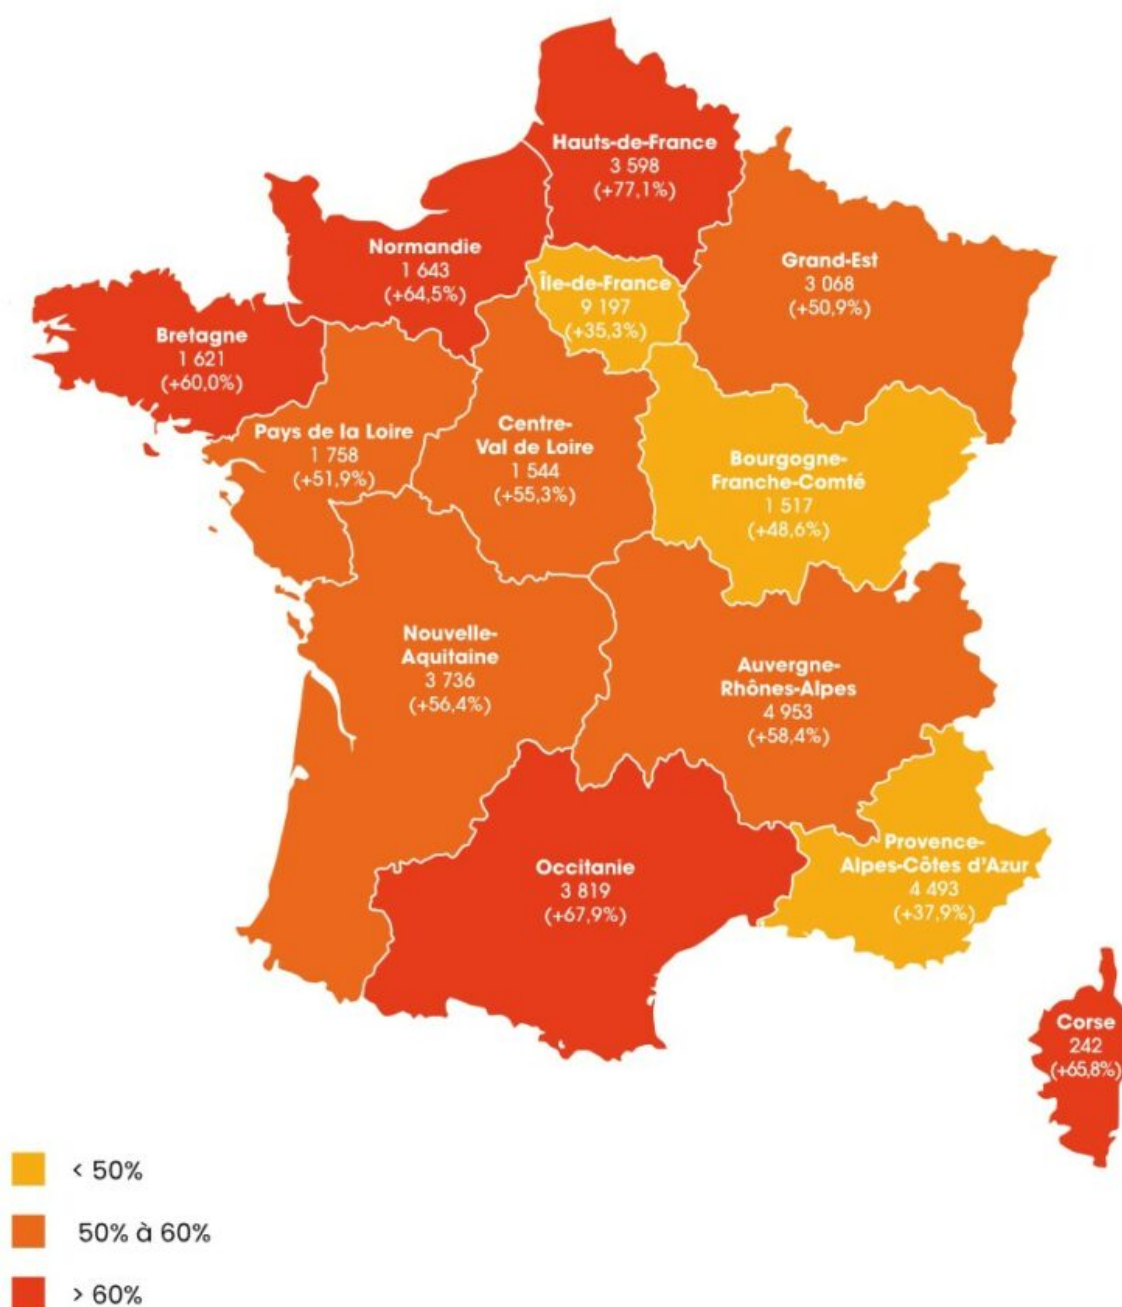 Hauts-de-France
3 598
(+77,1%)
Normandie
1 643
(+64,5%)
Île-de-France
9 197
(+35,3%)
Grand-Est
3 068
(+50,9%)
Bretagne
1 621
(+60,0%)
Pays de la Loire
1 758
(+51,9%)
Centre-
Val de Loire
1 544
(+55,3%)
Bourgogne-
Franche-Comté
1 517
(+48,6%)
Nouvelle-
Aquitaine
3 736
(+56,4%)
Auvergne-
Rhônes-Alpes
4 953
(+58,4%)
Occitanie
3 819
(+67,9%)
Provence-
Alpes-Côtes d'Azur
4 493
(+37,9%)
Corse
242
(+65,8%)
< 50%
50% à 60%
> 60%